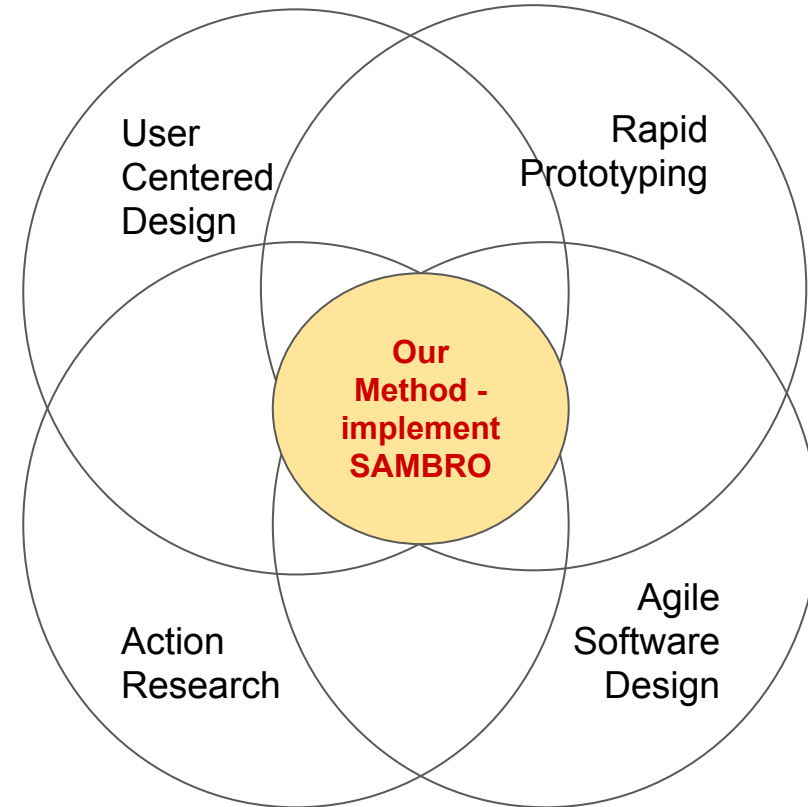 User
Centered
Design
Rapid
Prototyping
Our
Method -
implement
SAMBRO
Action
Research
Agile
Software
Design